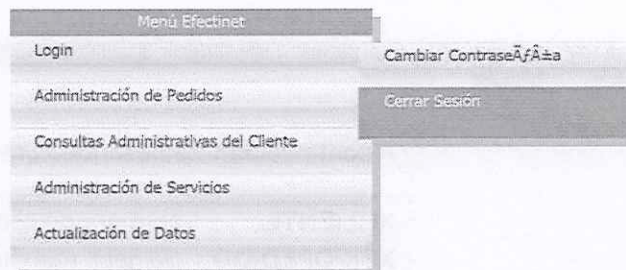 Menú Efectinet
Login
Cambiar ContraseÃƒÂ±a
Administración de Pedidos
Cerrar Sesión
Consultas Administrativas del Cliente
Administración de Servicios
Actualización de Datos